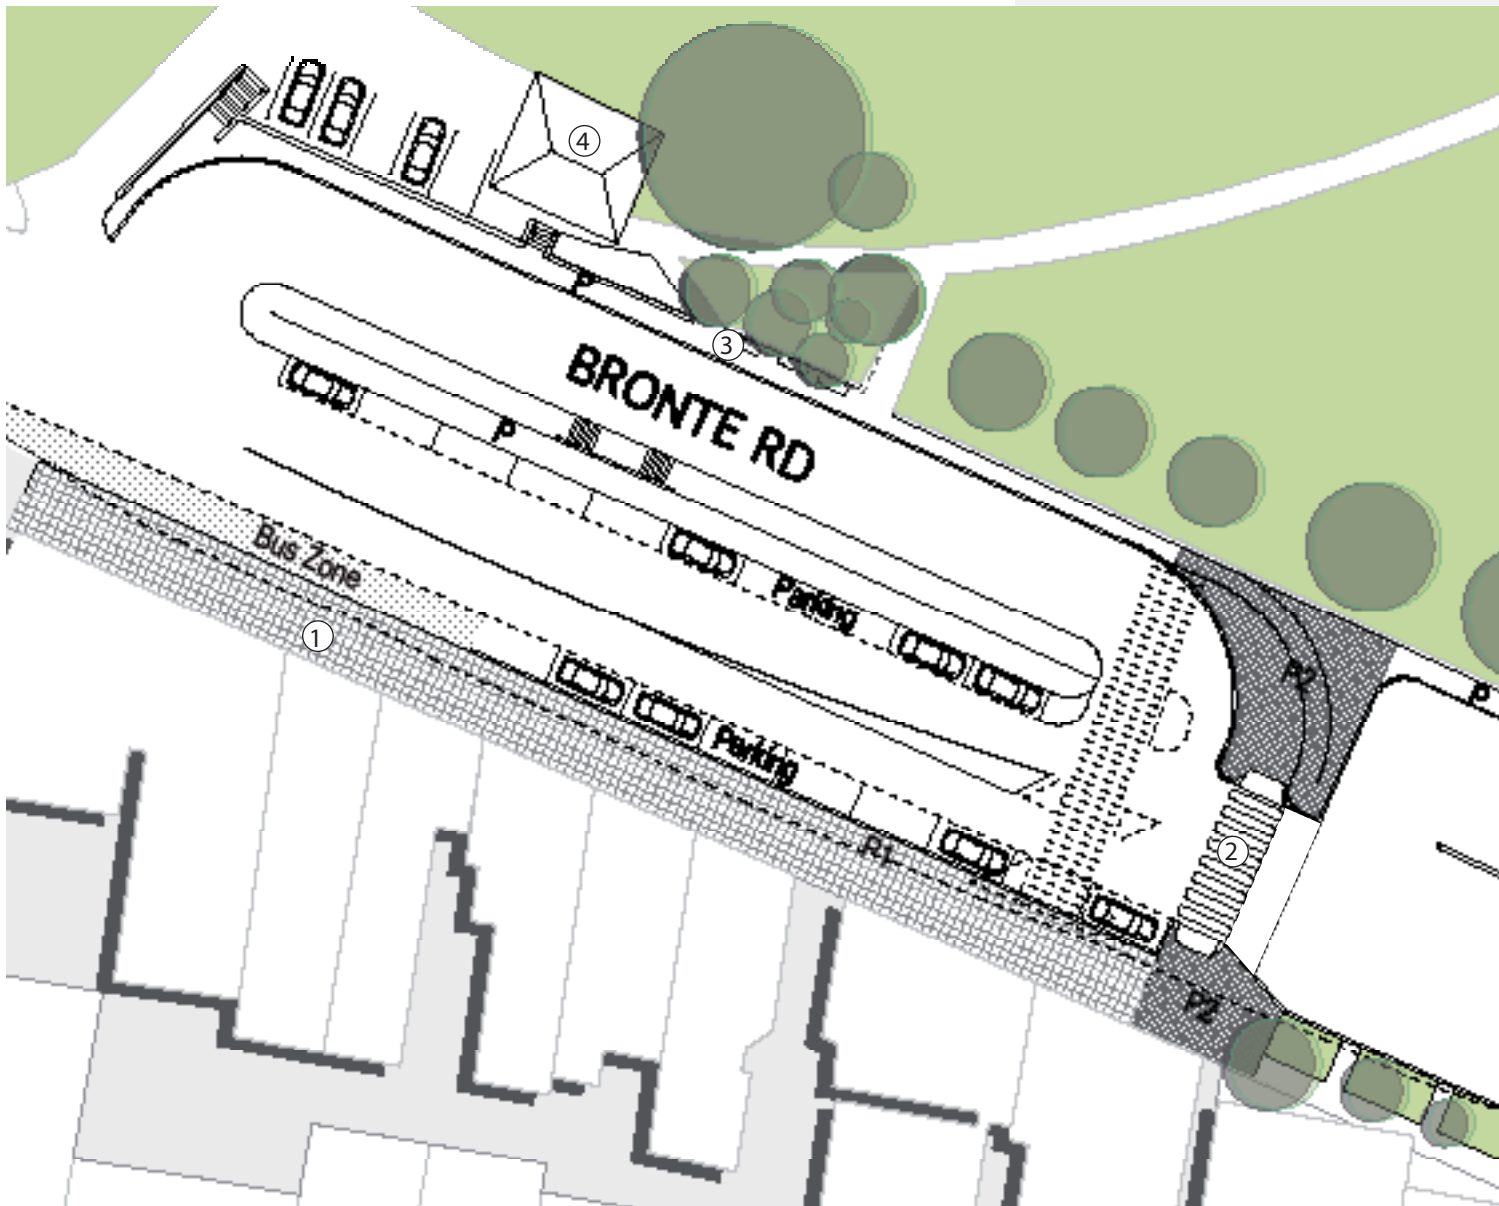 ④
P
③
BRONTE RD
P
Bus Zone
Parking
①
P2
P
Parking
P1
②
P2